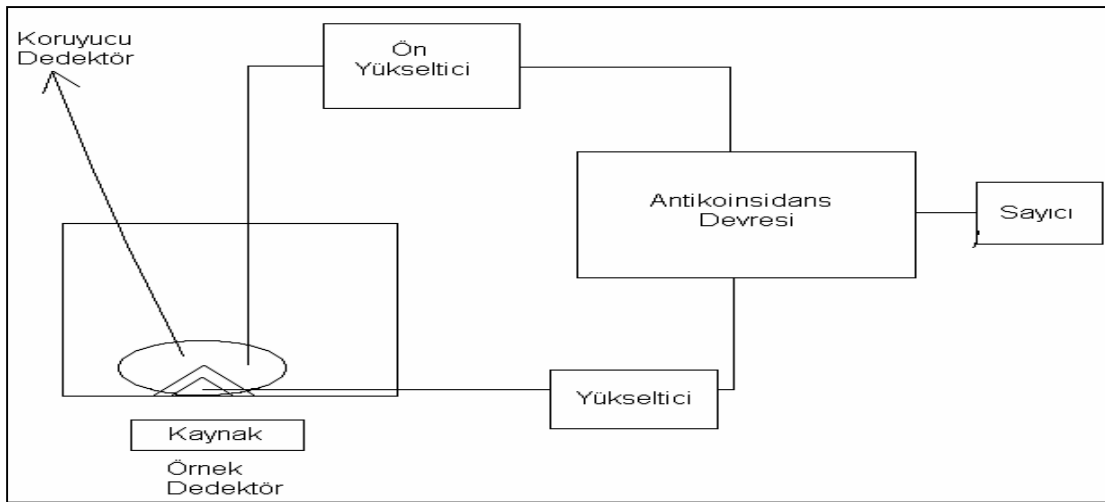 Koruyucu
Dedektör
Ön
Yükseltici
Antikoinsidans
Devresi
Sayıcı
Yükseltici
Kaynak
Örnek
Dedektör